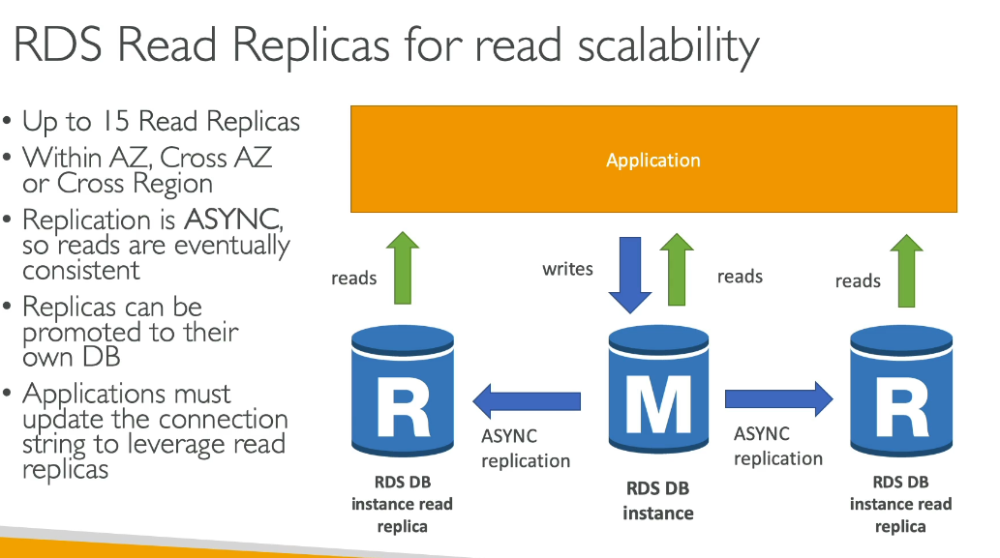 RDS Read Replicas for read scalability
• Up to 15 Read Replicas
• Within AZ, Cross AZ
or Cross Region
• Replication is ASYNC,
so reads are eventually
consistent
• Replicas can be
promoted to their
own DB
• Applications must
update the connection
string to leverage read
replicas
Application
reads
writes
reads
reads
R
M
R
ASYNC
replication
ASYNC
replication
RDS DB
instance read
replica
RDS DB
instance
RDS DB
instance read
replica